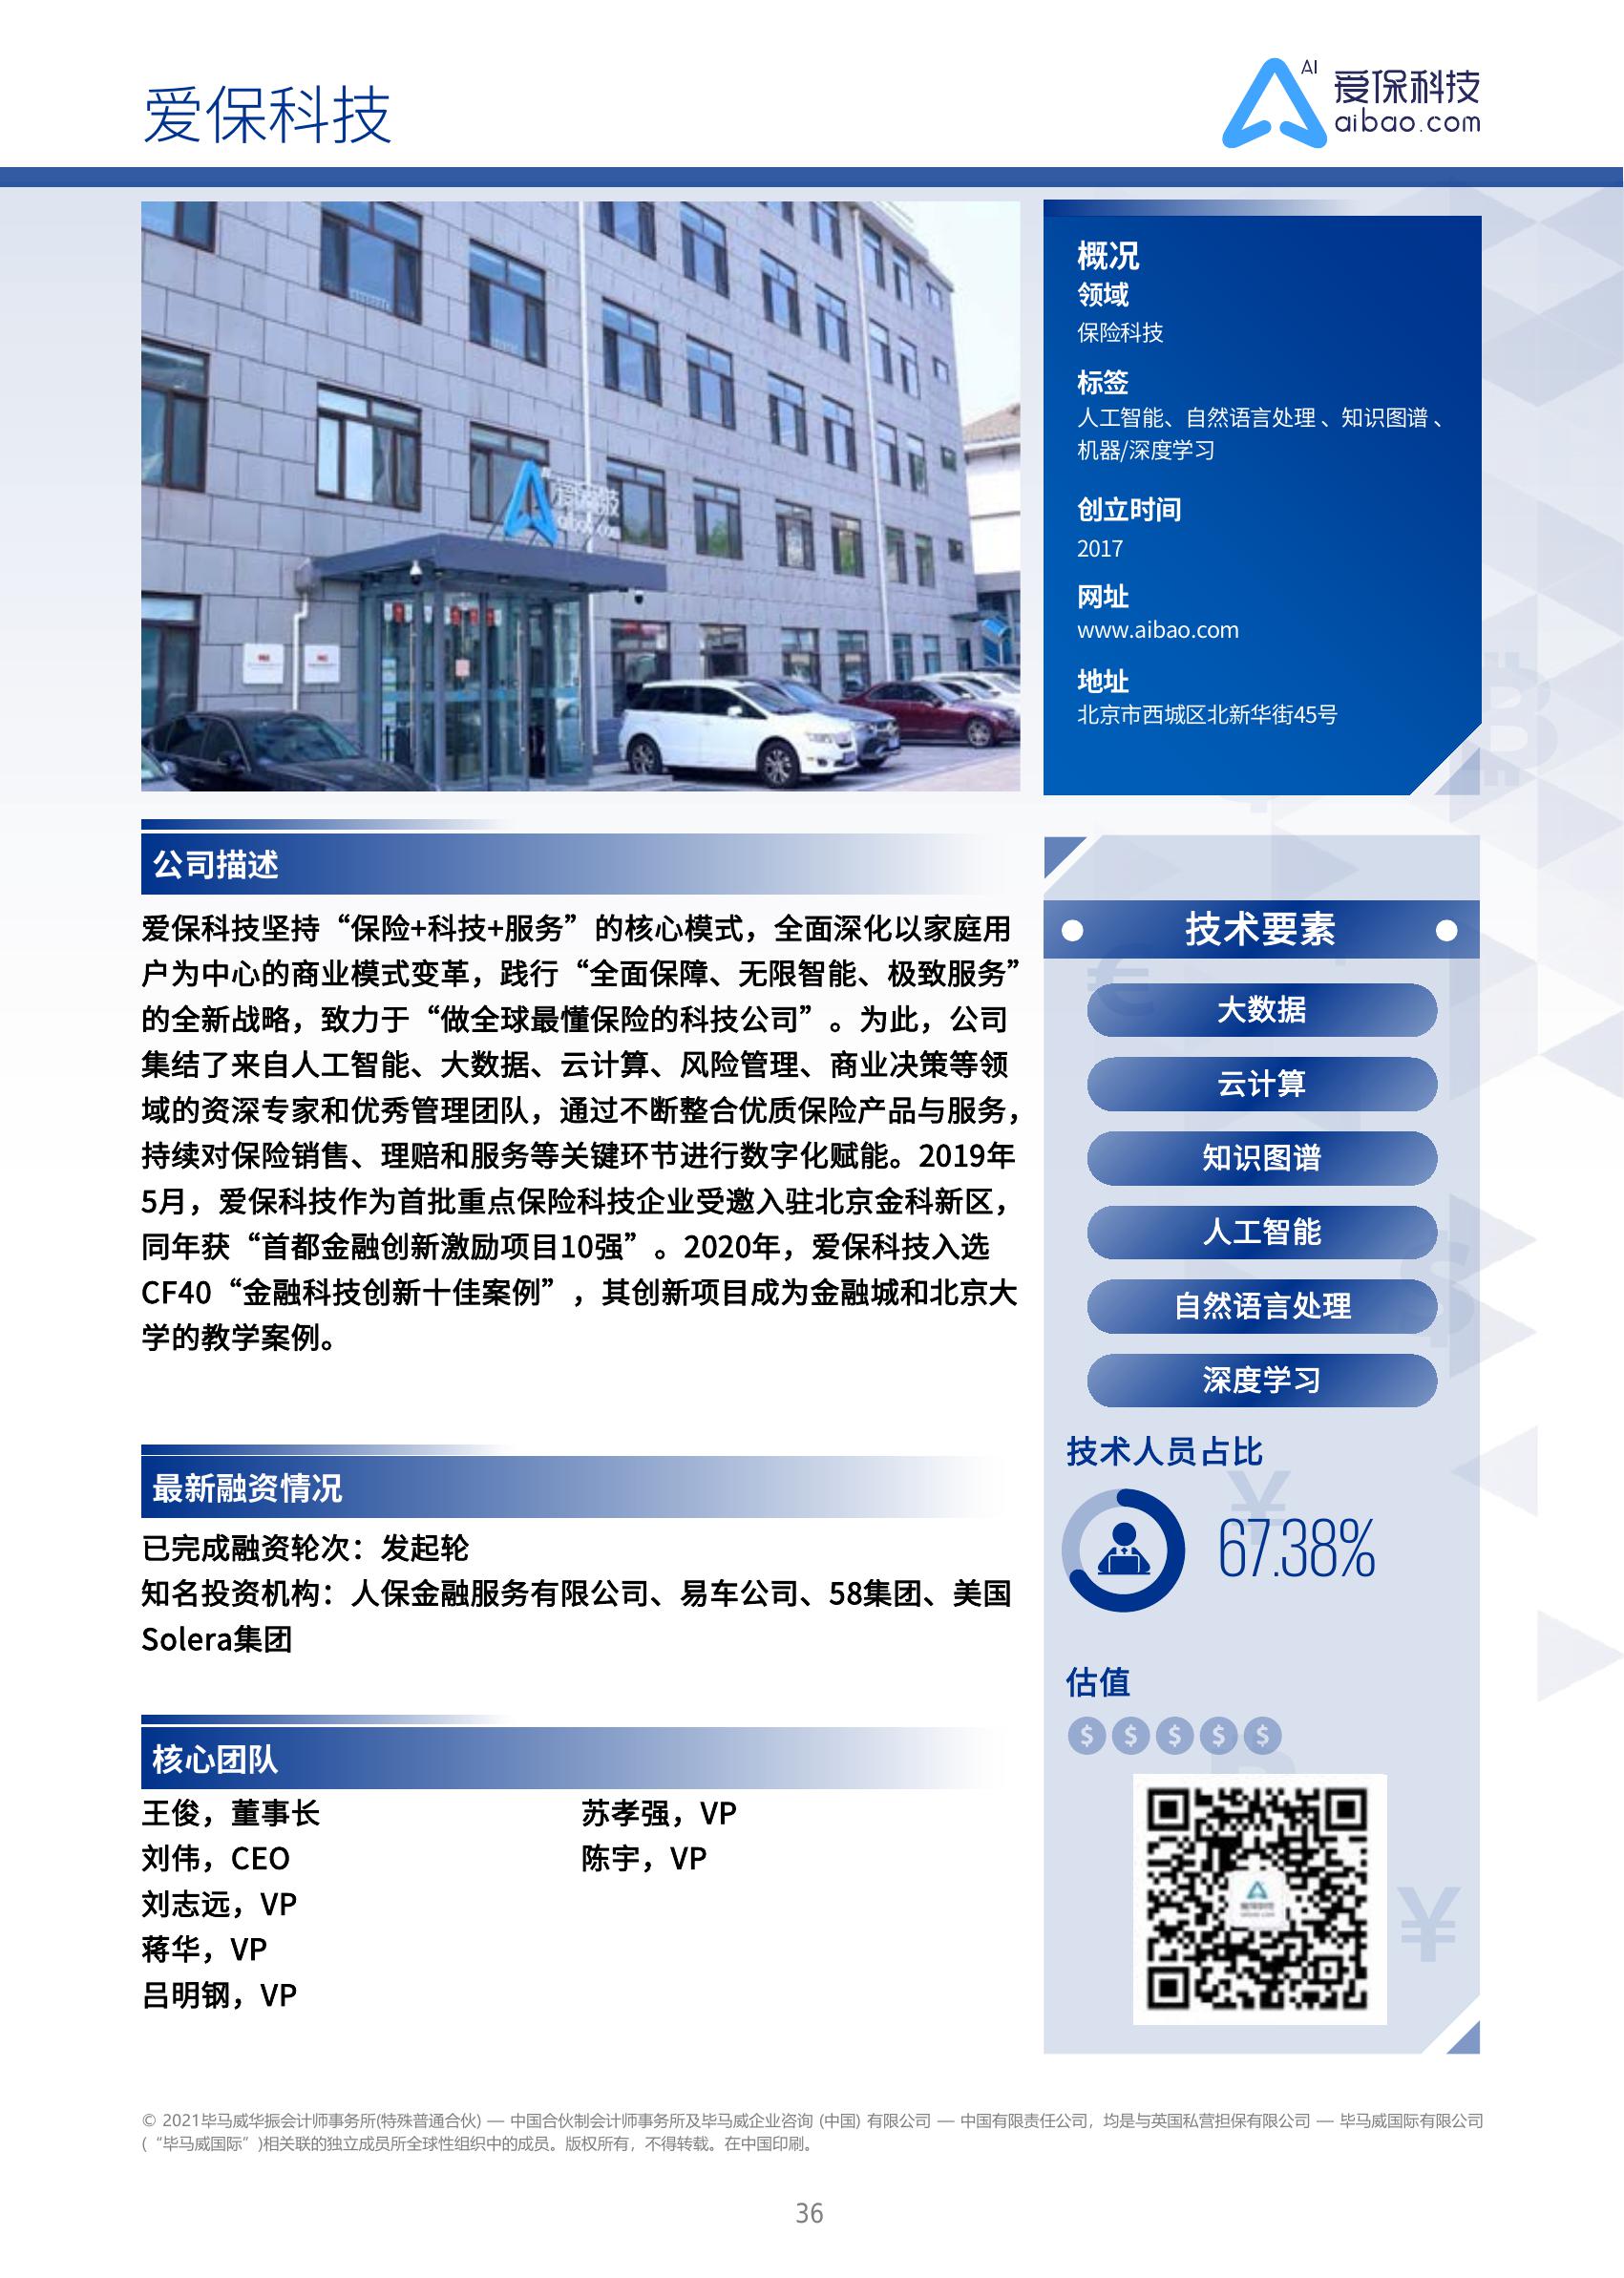 爱保科技
AI
爱保科技
aibao.com
概况
领域
保险科技
标签
人工智能、自然语言处理 、知识图谱 、
机器/深度学习
创立时间
2017
网址
www.aibao.com
地址
北京市西城区北新华街45号
公司描述
爱保科技坚持“保险+科技+服务”的核心模式，全面深化以家庭用
户为中心的商业模式变革，践行“全面保障、无限智能、极致服务”
的全新战略，致力于“做全球最懂保险的科技公司”。为此，公司
集结了来自人工智能、大数据、云计算、风险管理、商业决策等领
域的资深专家和优秀管理团队，通过不断整合优质保险产品与服务，
持续对保险销售、理赔和服务等关键环节进行数字化赋能。2019年
5月，爱保科技作为首批重点保险科技企业受邀入驻北京金科新区，
同年获“首都金融创新激励项目10强”。2020年，爱保科技入选
CF40“金融科技创新十佳案例”，其创新项目成为金融城和北京大
学的教学案例。
最新融资情况
已完成融资轮次：发起轮
知名投资机构：人保金融服务有限公司、易车公司、58集团、美国
Solera集团
核心团队
王俊，董事长
刘伟，CEO
刘志远，VP
蒋华，VP
吕明钢，VP
苏孝强，VP
陈宇，VP
技术要素
大数据
云计算
知识图谱
人工智能
自然语言处理
深度学习
技术人员占比
67.38%
估值
© 2021毕马威华振会计师事务所(特殊普通合伙) — 中国合伙制会计师事务所及毕马威企业咨询 (中国) 有限公司 — 中国有限责任公司，均是与英国私营担保有限公司 — 毕马威国际有限公司
(“毕马威国际”)相关联的独立成员所全球性组织中的成员。版权所有，不得转载。在中国印刷。
36